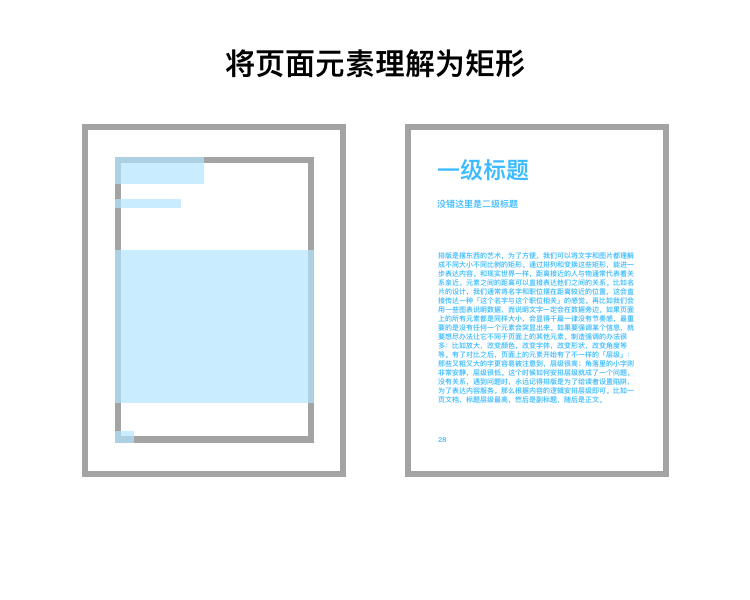 将页面元素理解为矩形
一级标题
没错这里是二级标题
排版是摆东西的艺术，为了方便，我们可以将文字和图片都理解
成不同大小不同比例的矩形。通过排列和变换这些矩形，能进一
步表达内容。和现实世界一样，距离接近的人与物通常代表着关
系亲近，元素之间的距离可以直接表达他们之间的关系。比如名
片的设计，我们通常将名字和职位摆在距离较近的位置，这会直
接传达一种「这个名字与这个职位相关」的感觉。再比如我们会
用一些图表说明数据，而说明文字一定会在数据旁边。如果页面
上的所有元素都是同样大小，会显得千篇一律没有节奏感，最重
要的是没有任何一个元素会突显出来。如果要强调某个信息，就
要想尽办法让它不同于页面上的其他元素，制造强调的办法很
多：比如放大，改变颜色，改变字体，改变形状，改变角度等
等。有了对比之后，页面上的元素开始有了不一样的「层级」：
那些又粗又大的字更容易被注意到，层级很高；角落里的小字则
非常安静，层级很低。这个时候如何安排层级就成了一个问题。
没有关系，遇到问题时，永远记得排版是为了给读者设置陷阱，
为了表达内容服务。那么根据内容的逻辑安排层级即可。比如一
页文档，标题层级最高，然后是副标题，随后是正文。
28